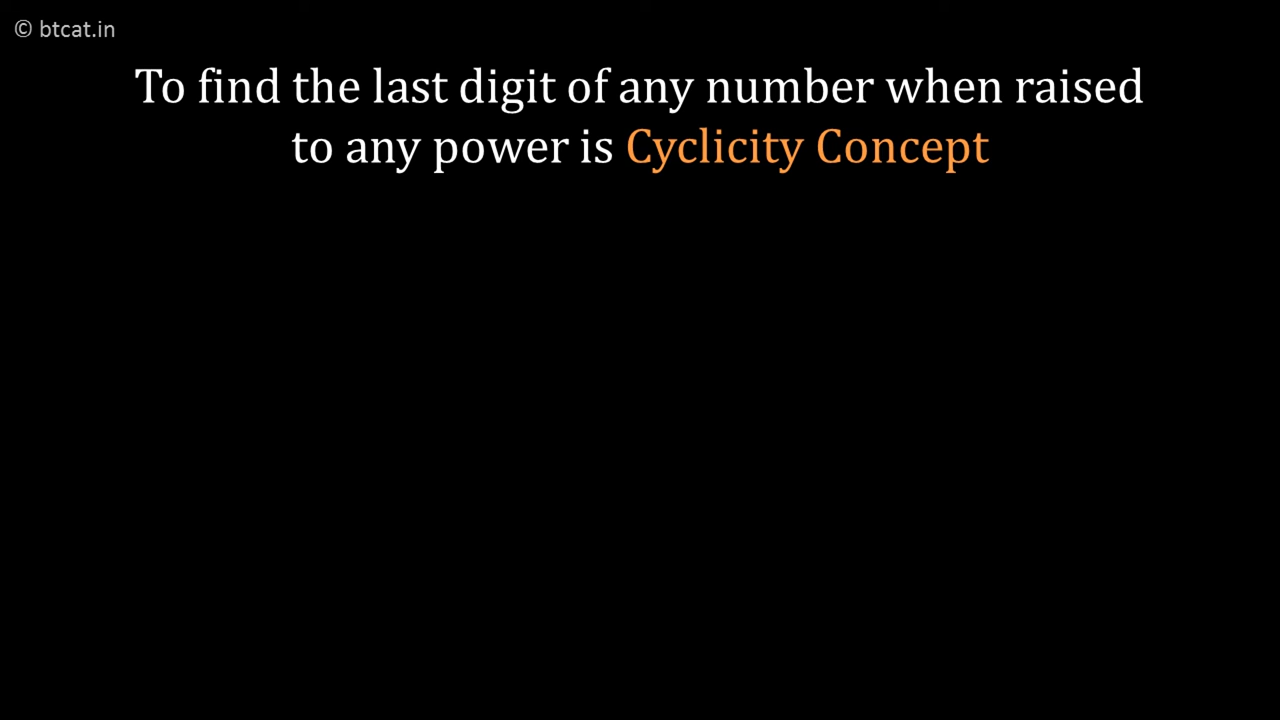 © btcat.in
To find the last digit of any number when raised
to any power is Cyclicity Concept